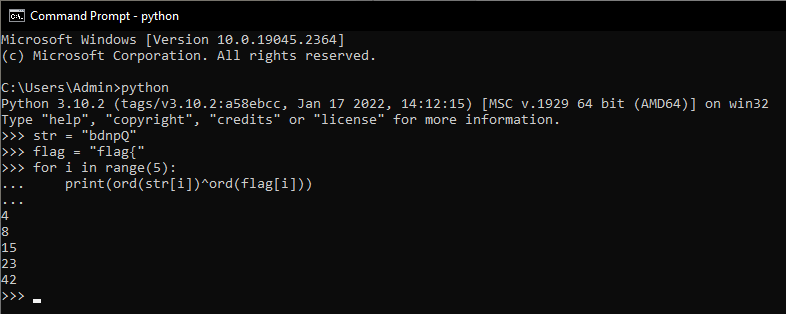 Command Prompt - python
Microsoft Windows [Version 10.0.19045.2364]
(c) Microsoft Corporation. All rights reserved.
C:\Users\Admin>python
Python 3.10.2 (tags/v3.10.2:a58ebcc, Jan 17 2022, 14:12:15) [MSC v.1929 64 bit (AMD64)] on win32
Type "help", "copyright", "credits" or "license" for more information.
>>> str = "bdnpQ"
>>> flag = "flag{"
>>> for i in range(5):
...     print(ord(str[i])^ord(flag[i]))
...
4
8
15
23
42
>>>